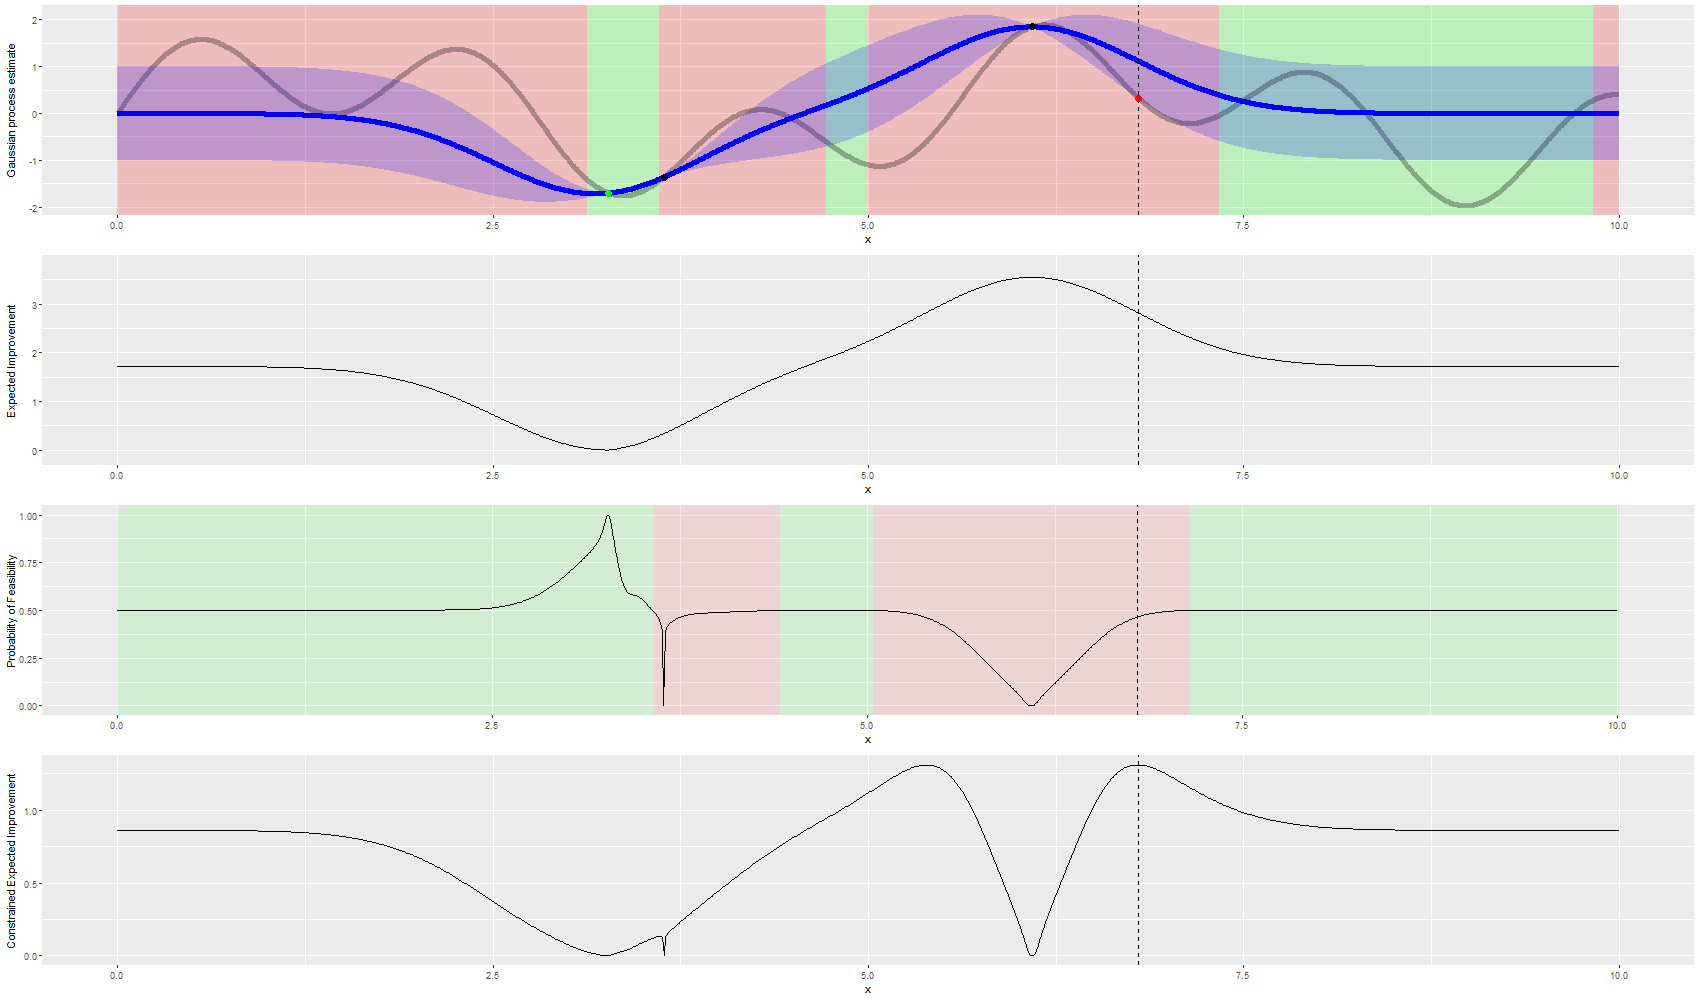 Gaussian process estimate
2
1
0
-1
-2
0.0 2.5 5.0 7.5 10.0
x
Expected Improvement
3
2
1
0
0.0 2.5 5.0 7.5 10.0
x
Probability of Feasibility
1.00
0.75
0.50
0.25
0.00
0.0 2.5 5.0 7.5 10.0
x
Constrained Expected Improvement
1.0
0.5
0.0
0.0 2.5 5.0 7.5 10.0
x